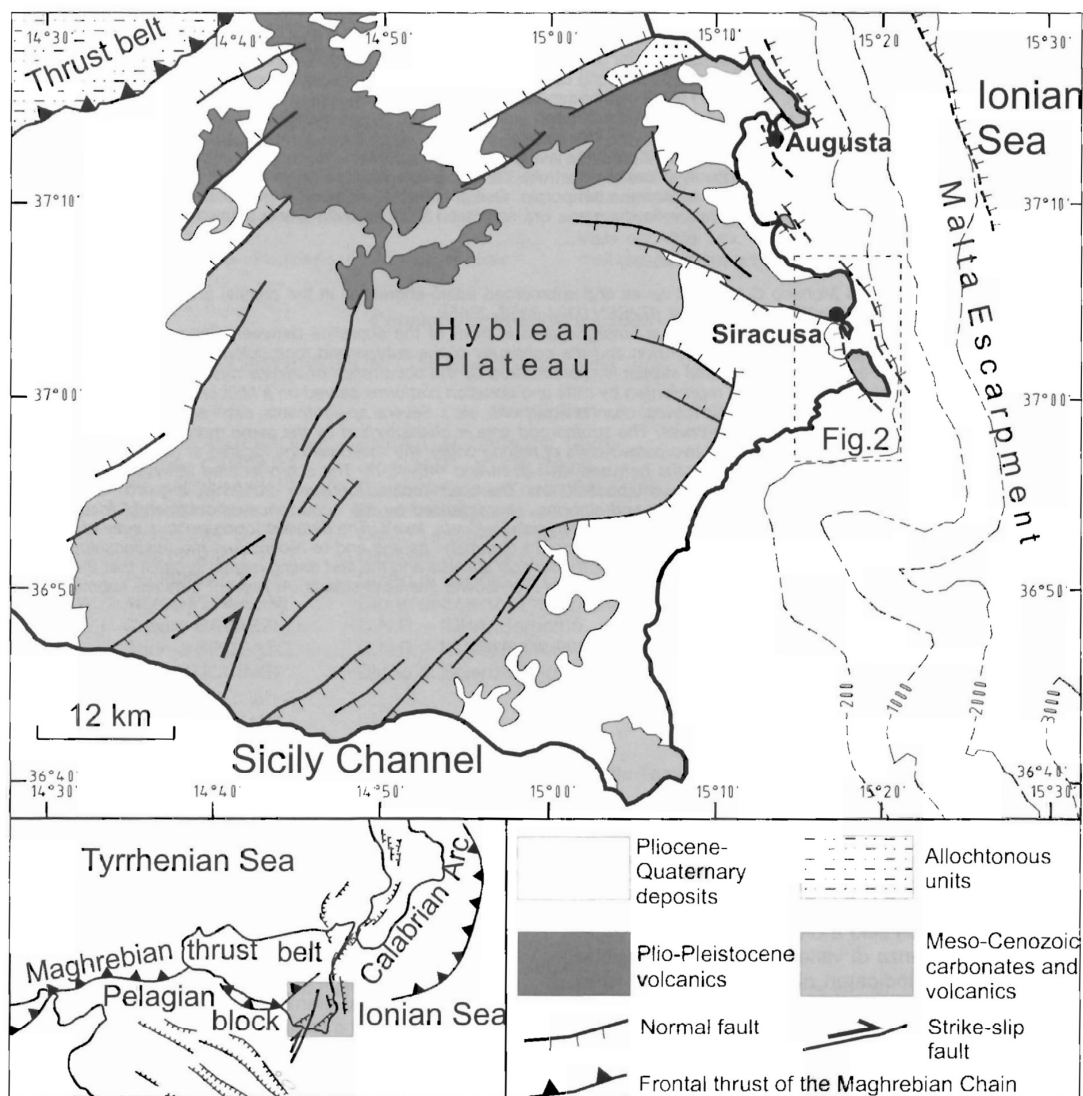 14°30'
14°40'
14°50'
15°00'
15°10'
15°20'
15°30'
Thrust belt
Ionian
Sea
Augusta
37°10'
37°10'
Malta Escarpment
Hyblean
Plateau
Siracusa
37°00'
37°00'
Fig.2
36°50'
36°50'
12 km
-200
-1000
-2000
-3000
Sicily Channel
36°40'
36°40'
14°30'
14°40'
14°50'
15°00'
15°10'
15°20'
15°30'
Tyrrhenian Sea
Calabrian Arc
Maghrebian thrust belt
Pelagian
block
Ionian Sea
Pliocene-
Quaternary
deposits
Allochtonous
units
Plio-Pleistocene
volcanics
Meso-Cenozoic
carbonates and
volcanics
Normal fault
Strike-slip
fault
Frontal thrust of the Maghrebian Chain